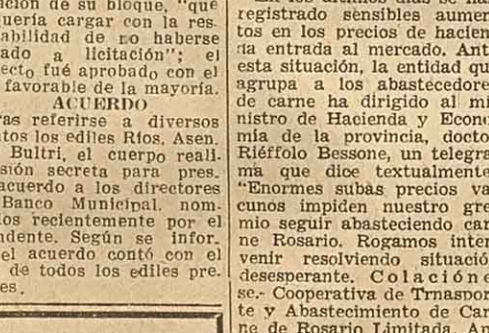 ción de su bloque, "que
quería cargar con la res.
abilidad de no haberse
ado a licitación"; el
ecto fué aprobado con el
favorable de la mayoría.
ACUERDO
ras referirse a diversos
tos los ediles Ríos, Asen.
Bultri, el cuerpo reali-
sión secreta para pres.
acuerdo a los directores
Banco Municipal, nom-
los recientemente por el
ndente. Según se infor.
el acuerdo contó con el
de todos los ediles pre.
es.
registrado sensibles aumen
tos en los precios de hacien
da entrada al mercado. Ant
esta situación, la entidad qu
agrupa a los abastecedore
de carne ha dirigido al mi
nistro de Hacienda y Econo
mía de la provincia, docto
Riéffolo Bessone, un telegra
ma que dice textualmente
"Enormes subas precios va
cunos impiden nuestro gre
mio seguir abasteciendo car
ne Rosario. Rogamos inter
venir resolviendo situació
desesperante. Colacióne
se.- Cooperativa de Trnaspor
te y Abastecimiento de Car
ne de Rosario Limitada. An